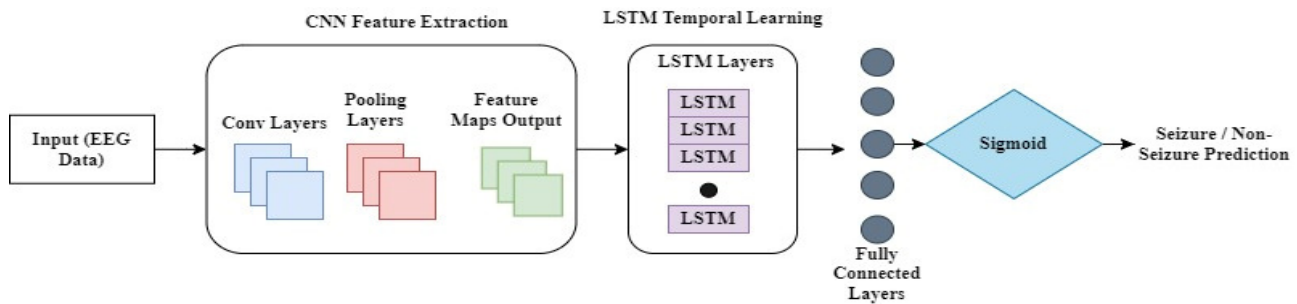 CNN Feature Extraction
LSTM Temporal Learning
Input (EEG
Data)
Conv Layers
Pooling
Layers
Feature
Maps Output
LSTM Layers
LSTM
LSTM
LSTM
LSTM
Fully
Connected
Layers
Sigmoid
Seizure / Non-
Seizure Prediction